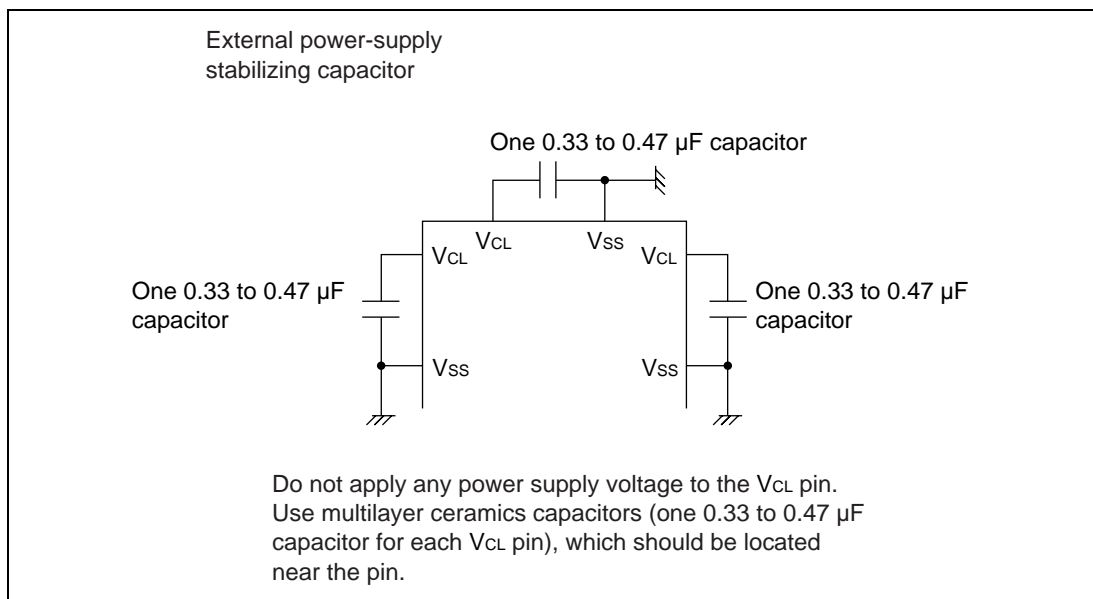 External power-supply
stabilizing capacitor
One 0.33 to 0.47 µF capacitor
VCL
VSS
VCL
VCL
One 0.33 to 0.47 µF
capacitor
One 0.33 to 0.47 µF
capacitor
VSS
VSS
Do not apply any power supply voltage to the VCL pin.
Use multilayer ceramics capacitors (one 0.33 to 0.47 µF
capacitor for each VCL pin), which should be located
near the pin.